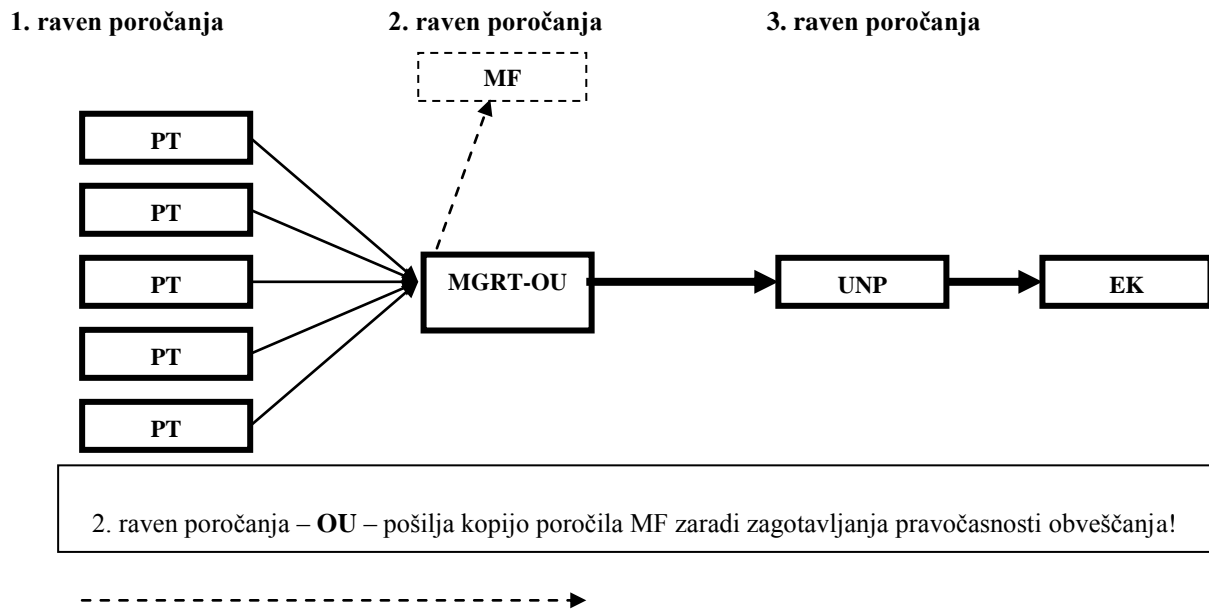 1. raven poročanja 2. raven poročanja 3. raven poročanja
MF
PT
PT
PT
PT
PT
MGRT-OU
UNP
EK
2. raven poročanja – OU – pošilja kopijo poročila MF zaradi zagotavljanja pravočasnosti obveščanja!